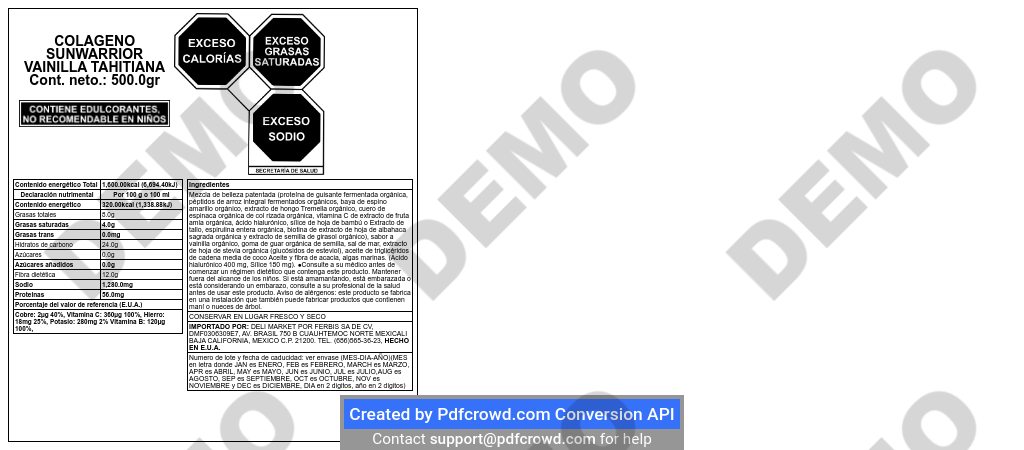 COLAGENO
SUNWARRIOR
VAINILLA TAHITIANA
Cont. neto.: 500.0gr
CONTIENE EDULCORANTES,
NO RECOMENDABLE EN NIÑOS
EXCESO
CALORÍAS
EXCESO
GRASAS
SATURADAS
EXCESO
SODIO
SECRETARÍA DE SALUD
Contenido energético Total 1,600.00kcal (6,694.40kJ)
Declaración nutrimental Por 100 g o 100 ml
Contenido energético 320.00kcal (1,338.88kJ)
Grasas totales 5.0g
Grasas saturadas 4.0g
Grasas trans 0.0mg
Hidratos de carbono 24.0g
Azúcares 0.0g
Azúcares añadidos 0.0g
Fibra dietética 12.0g
Sodio 1,280.0mg
Proteínas 56.0mg
Porcentaje del valor de referencia (E.U.A.)
Cobre: 2µg 40%, Vitamina C: 360µg 100%, Hierro:
18mg 25%, Potasio: 280mg 2% Vitamina B: 120µg
100%,
Ingredientes
Mezcla de belleza patentada (proteína de guisante fermentada orgánica,
péptidos de arroz integral fermentados orgánicos, baya de espino
amarillo orgánico, extracto de hongo Tremella orgánico, cuero de
espinaca orgánica de col rizada orgánica, vitamina C de extracto de fruta
amla orgánica, ácido hialurónico, sílice de hoja de bambú o Extracto de
tallo, espirulina entera orgánica, biotina de extracto de hoja de albahaca
sagrada orgánica y extracto de semilla de girasol orgánico), sabor a
vainilla orgánico, goma de guar orgánica de semilla, sal de mar, extracto
de hoja de stevia orgánica (glucósidos de esteviol), aceite de triglicéridos
de cadena media de coco Aceite y fibra de acacia, algas marinas. (Ácido
hialurónico 400 mg, Sílice 150 mg). ●Consulte a su médico antes de
comenzar un régimen dietético que contenga este producto. Mantener
fuera del alcance de los niños. Si está amamantando, está embarazada o
está considerando un embarazo, consulte a su profesional de la salud
antes de usar este producto. Aviso de alérgenos: este producto se fabrica
en una instalación que también puede fabricar productos que contienen
maní o nueces de árbol.
CONSERVAR EN LUGAR FRESCO Y SECO
IMPORTADO POR: DELI MARKET POR FERBIS SA DE CV,
DMF0306309E7, AV. BRASIL 750 B CUAUHTEMOC NORTE MEXICALI
BAJA CALIFORNIA, MEXICO C.P. 21200. TEL. (656)565-36-23, HECHO
EN E.U.A.
Numero de lote y fecha de caducidad: ver envase (MES-DIA-AÑO)(MES
en letra donde JAN es ENERO, FEB es FEBRERO, MARCH es MARZO,
APR es ABRIL, MAY es MAYO, JUN es JUNIO, JUL es JULIO,AUG es
AGOSTO, SEP es SEPTIEMBRE, OCT es OCTUBRE, NOV es
NOVIEMBRE y DEC es DICIEMBRE, DIA en 2 digitos, año en 2 digitos)
DEMO
DEMO
DEMO
Created by Pdfcrowd.com Conversion API
Contact support@pdfcrowd.com for help